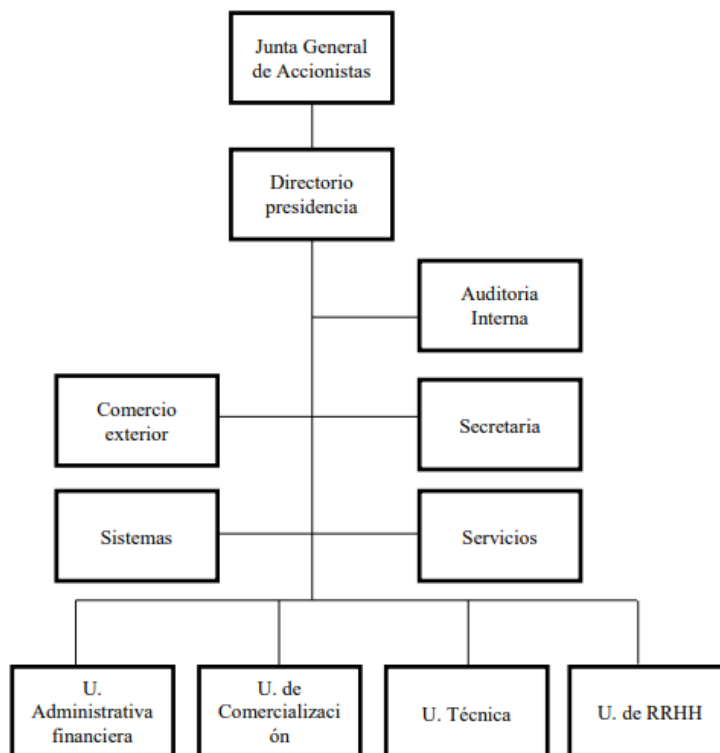 Junta General
de Accionistas
Directorio
presidencia
Auditoria
Interna
Comercio
exterior
Secretaria
Sistemas
Servicios
U.
Administrativa
financiera
U. de
Comercializaci
ón
U. Técnica
U. de RRHH